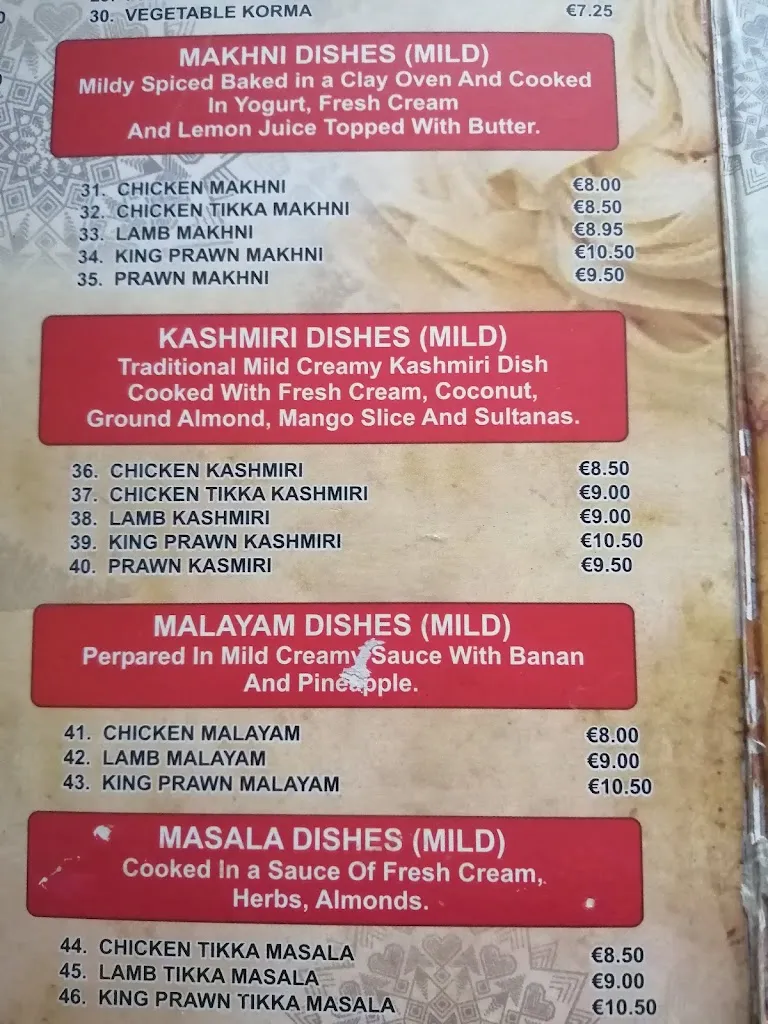 30. VEGETABLE KORMA €7.25
MAKHNI DISHES (MILD)
Mildy Spiced Baked in a Clay Oven And Cooked
In Yogurt, Fresh Cream
And Lemon Juice Topped With Butter.
31. CHICKEN MAKHNI €8.00
32. CHICKEN TIKKA MAKHNI €8.50
33. LAMB MAKHNI €8.95
34. KING PRAWN MAKHNI €10.50
35. PRAWN MAKHNI €9.50
KASHMIRI DISHES (MILD)
Traditional Mild Creamy Kashmiri Dish
Cooked With Fresh Cream, Coconut,
Ground Almond, Mango Slice And Sultanas.
36. CHICKEN KASHMIRI €8.50
37. CHICKEN TIKKA KASHMIRI €9.00
38. LAMB KASHMIRI €9.00
39. KING PRAWN KASHMIRI €10.50
40. PRAWN KASMIRI €9.50
MALAYAM DISHES (MILD)
Perpared In Mild Creamy Sauce With Banan
And Pineapple.
41. CHICKEN MALAYAM €8.00
42. LAMB MALAYAM €9.00
43. KING PRAWN MALAYAM €10.50
MASALA DISHES (MILD)
Cooked In a Sauce Of Fresh Cream,
Herbs, Almonds.
44. CHICKEN TIKKA MASALA €8.50
45. LAMB TIKKA MASALA €9.00
46. KING PRAWN TIKKA MASALA €10.50